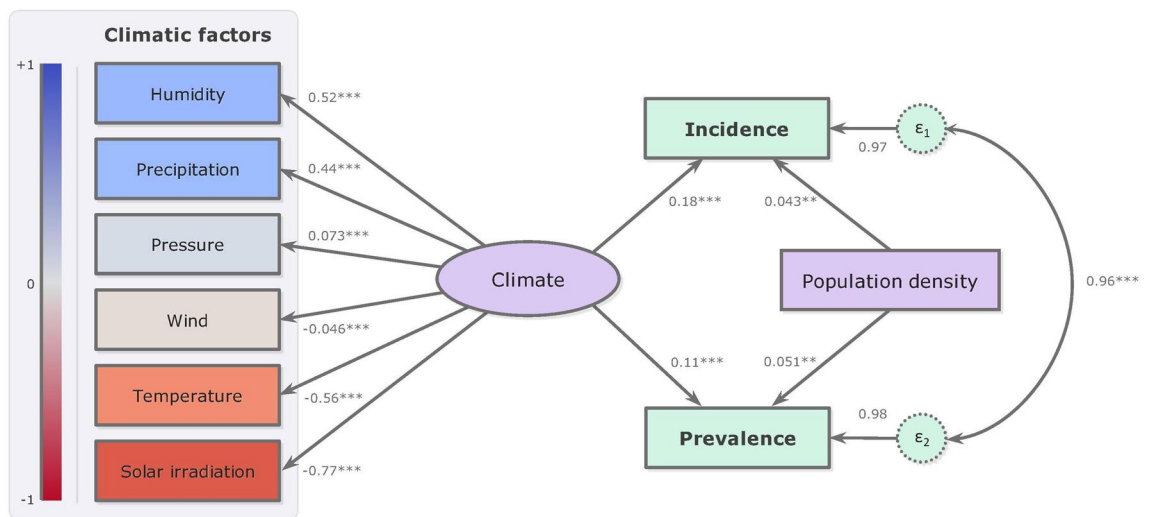 Climatic factors
+1
0
-1
Humidity
Precipitation
Pressure
Wind
Temperature
Solar irradiation
0.52***
0.44***
0.073***
-0.046***
-0.56***
-0.77***
Climate
0.18***
0.11***
Incidence
Prevalence
0.043**
0.051**
Population density
0.97
0.98
ε1
ε2
0.96***